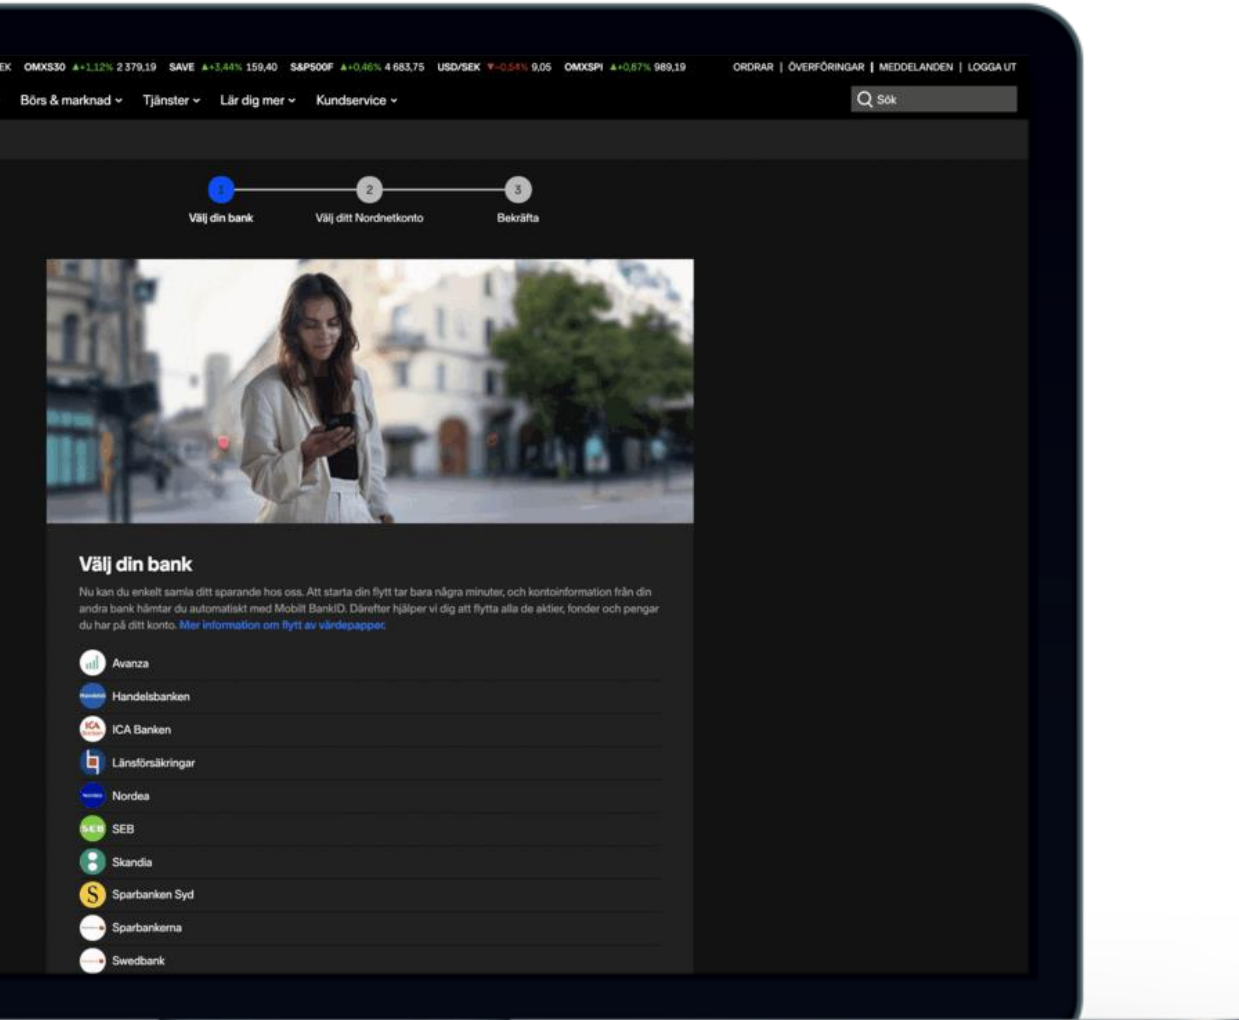 EK OMXS30 ▲+1,12% 2 379,19 SAVE ▲+3,44% 159,40 S&P500F ▲+0,46% 4 683,75 USD/SEK ▼-0,54% 9,05 OMXSPI ▲+0,87% 989,19 ORDRAR | ÖVERFÖRINGAR | MEDDELANDEN | LOGGA UT
Börs & marknad Tjänster Lär dig mer Kundservice Sök
1 2 3
Välj din bank Välj ditt Nordnetkonto Bekräfta
Välj din bank
Nu kan du enkelt samla ditt sparande hos oss. Att starta din flytt tar bara några minuter, och kontoinformation från din
andra bank hämtar du automatiskt med Mobilt BankID. Därefter hjälper vi dig att flytta alla de aktier, fonder och pengar
du har på ditt konto. Mer information om flytt av värdepapper.
Avanza
Handelsbanken
ICA Banken
Länsförsäkringar
Nordea
SEB SEB
Skandia
S Sparbanken Syd
Sparbankerna
Swedbank